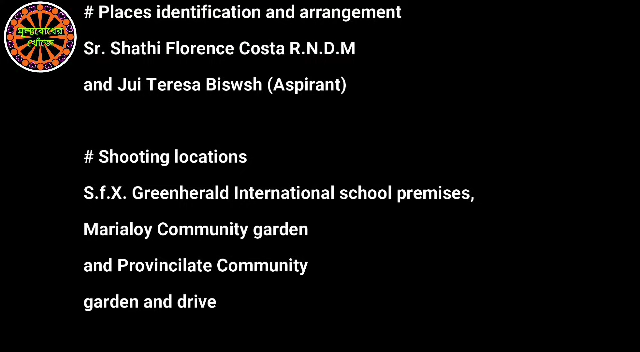 মূল্যবোধের
খোঁজে
# Places identification and arrangement
Sr. Shathi Florence Costa R.N.D.M
and Jui Teresa Biswsh (Aspirant)
# Shooting locations
S.f.X. Greenherald International school premises,
Marialoy Community garden
and Provincilate Community
garden and drive